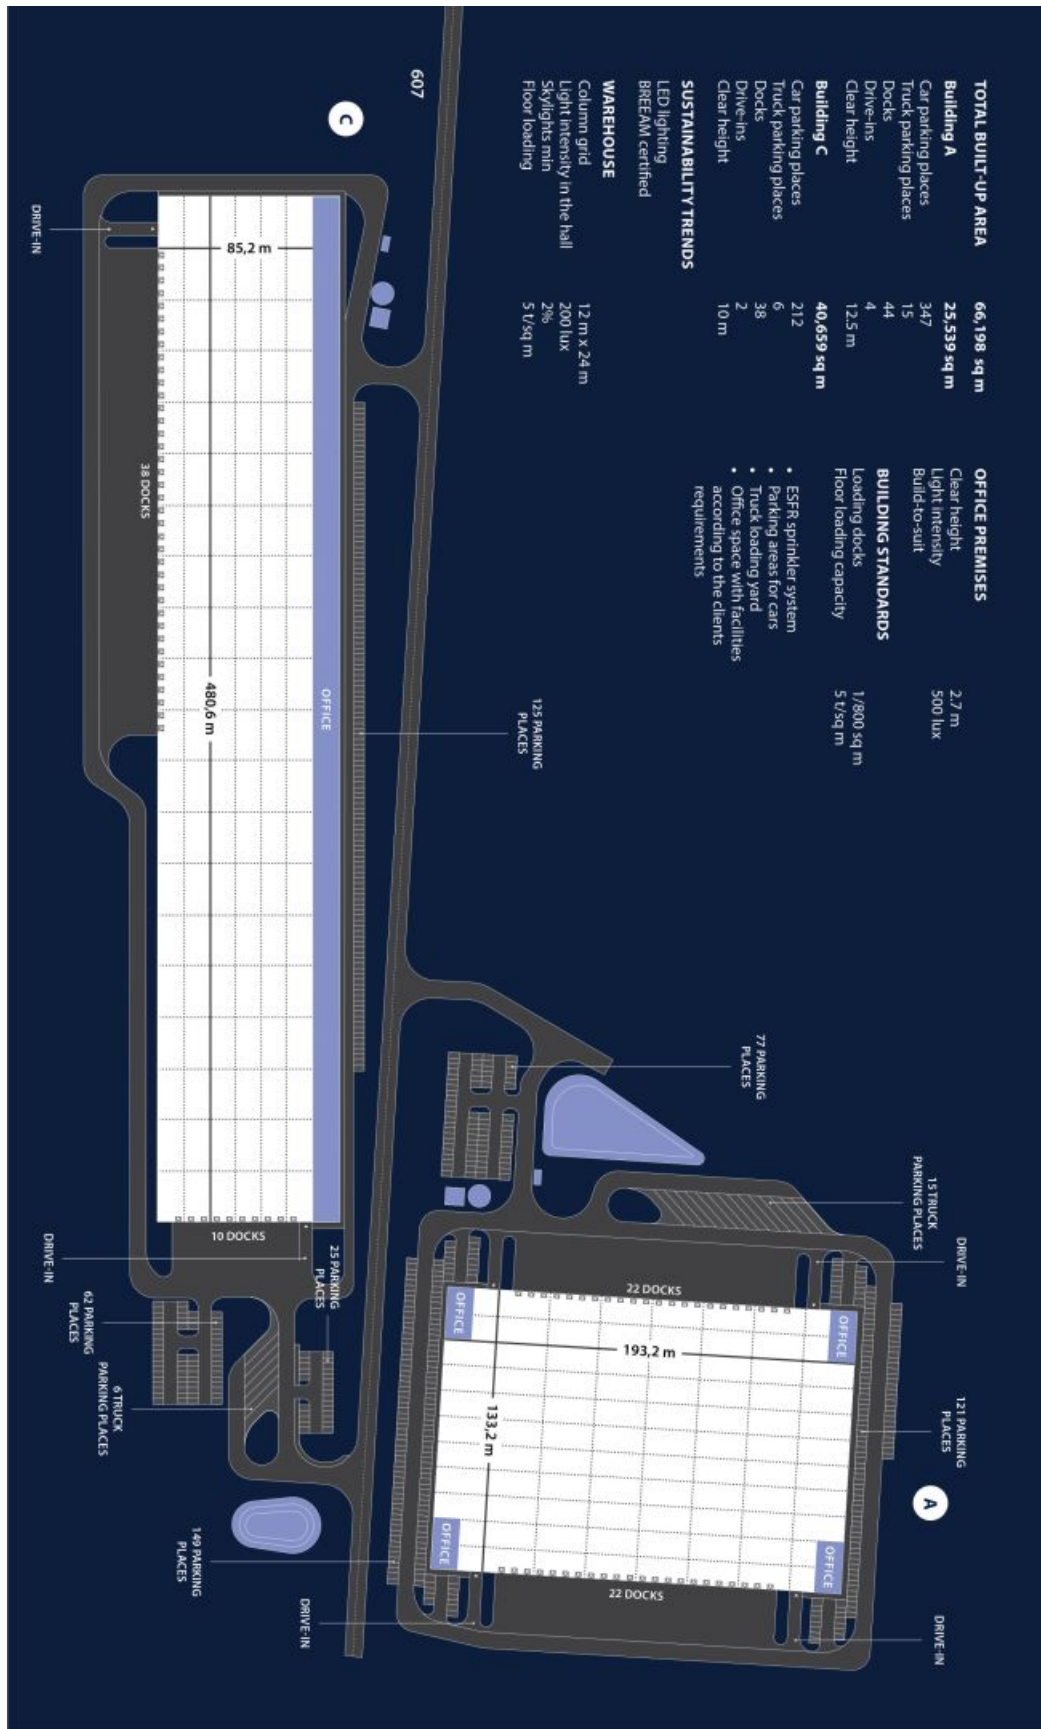 TOTAL BUILT-UP AREA 66,198 sq m
Building A 25,539 sq m
Car parking places 347
Truck parking places 15
Docks 44
Drive-ins 4
Clear height 12.5 m
Building C 40,659 sq m
Car parking places 212
Truck parking places 6
Docks 38
Drive-ins 2
Clear height 10 m
SUSTAINABILITY TRENDS
LED lighting
BREEAM certified
WAREHOUSE
Column grid 12 m x 24 m
Light intensity in the hall 200 lux
Skylights min 2%
Floor loading 5 t/sq m
OFFICE PREMISES
Clear height 2.7 m
Light intensity 500 lux
Build-to-suit
BUILDING STANDARDS
Loading docks 1/800 sq m
Floor loading capacity 5 t/sq m
• ESFR sprinkler system
• Parking areas for cars
• Truck loading yard
• Office space with facilities
according to the clients
requirements
607
C
DRIVE-IN
85,2 m
38 DOCKS
480,6 m
OFFICE
125 PARKING
PLACES
10 DOCKS
DRIVE-IN
25 PARKING
PLACES
62 PARKING
PLACES
6 TRUCK
PARKING PLACES
77 PARKING
PLACES
15 TRUCK
PARKING PLACES
DRIVE-IN
22 DOCKS
OFFICE
OFFICE
193,2 m
133,2 m
121 PARKING
PLACES
A
OFFICE
OFFICE
22 DOCKS
149 PARKING
PLACES
DRIVE-IN
DRIVE-IN